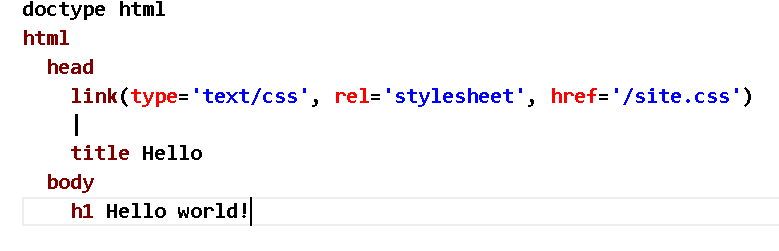 doctype html
html
  head
    link(type='text/css', rel='stylesheet', href='/site.css')
    |
    title Hello
  body
    h1 Hello world!